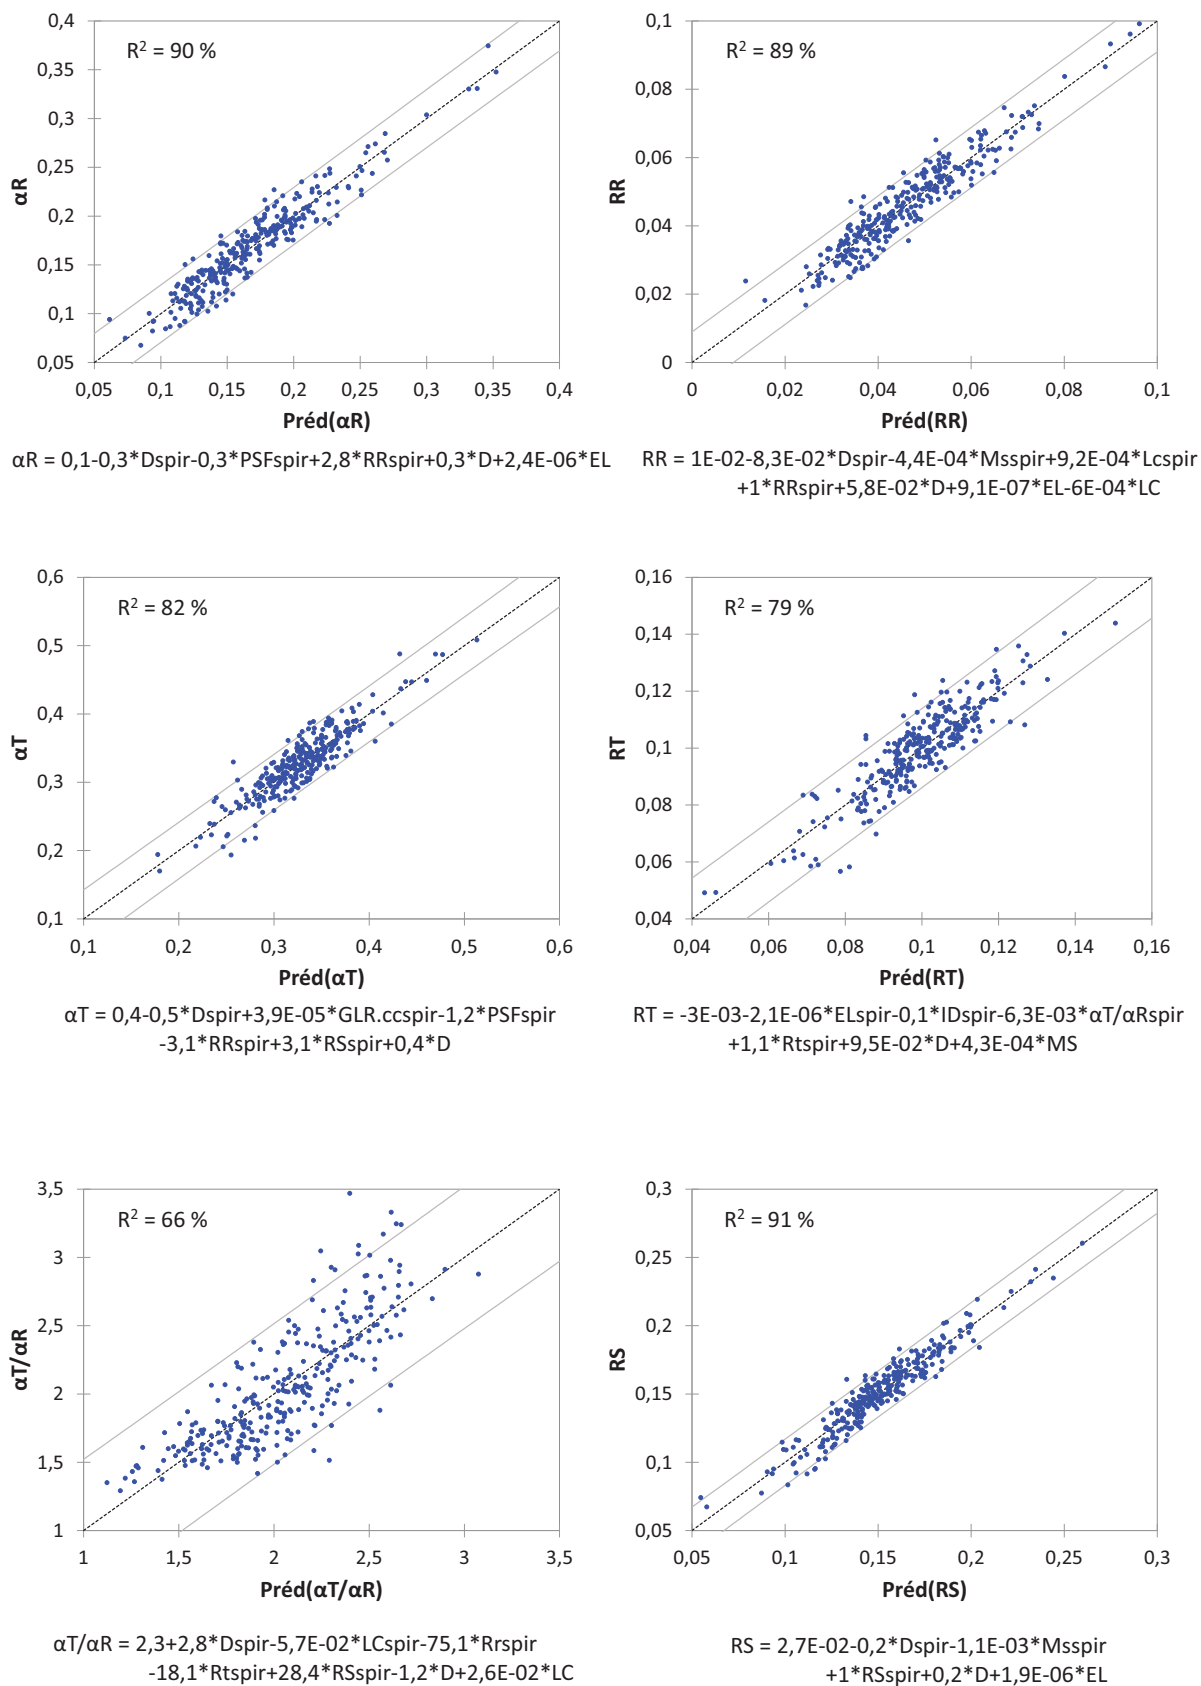 0,4
0,35
0,3
0,25
0,2
0,15
0,1
0,05
αR
R² = 90 %
0,05 0,1 0,15 0,2 0,25 0,3 0,35 0,4
Préd(αR)
αR = 0,1-0,3*Dspir-0,3*PSFspir+2,8*RRspir+0,3*D+2,4E-06*EL
0,1
0,08
0,06
0,04
0,02
0
RR
R² = 89 %
0 0,02 0,04 0,06 0,08 0,1
Préd(RR)
RR = 1E-02-8,3E-02*Dspir-4,4E-04*Msspir+9,2E-04*Lcspir
+1*RRspir+5,8E-02*D+9,1E-07*EL-6E-04*LC
0,6
0,5
0,4
0,3
0,2
0,1
αT
R² = 82 %
0,1 0,2 0,3 0,4 0,5 0,6
Préd(αT)
αT = 0,4-0,5*Dspir+3,9E-05*GLR.ccspir-1,2*PSFspir
-3,1*RRspir+3,1*RSspir+0,4*D
0,16
0,14
0,12
0,1
0,08
0,06
0,04
RT
R² = 79 %
0,04 0,06 0,08 0,1 0,12 0,14 0,16
Préd(RT)
RT = -3E-03-2,1E-06*ELspir-0,1*IDspir-6,3E-03*αT/αRspir
+1,1*Rtspir+9,5E-02*D+4,3E-04*MS
3,5
3
2,5
2
1,5
1
αT/αR
R² = 66 %
1 1,5 2 2,5 3 3,5
Préd(αT/αR)
αT/αR = 2,3+2,8*Dspir-5,7E-02*LCspir-75,1*Rrspir
-18,1*Rtspir+28,4*RSspir-1,2*D+2,6E-02*LC
0,3
0,25
0,2
0,15
0,1
0,05
RS
R² = 91 %
0,05 0,1 0,15 0,2 0,25 0,3
Préd(RS)
RS = 2,7E-02-0,2*Dspir-1,1E-03*Msspir
+1*RSspir+0,2*D+1,9E-06*EL